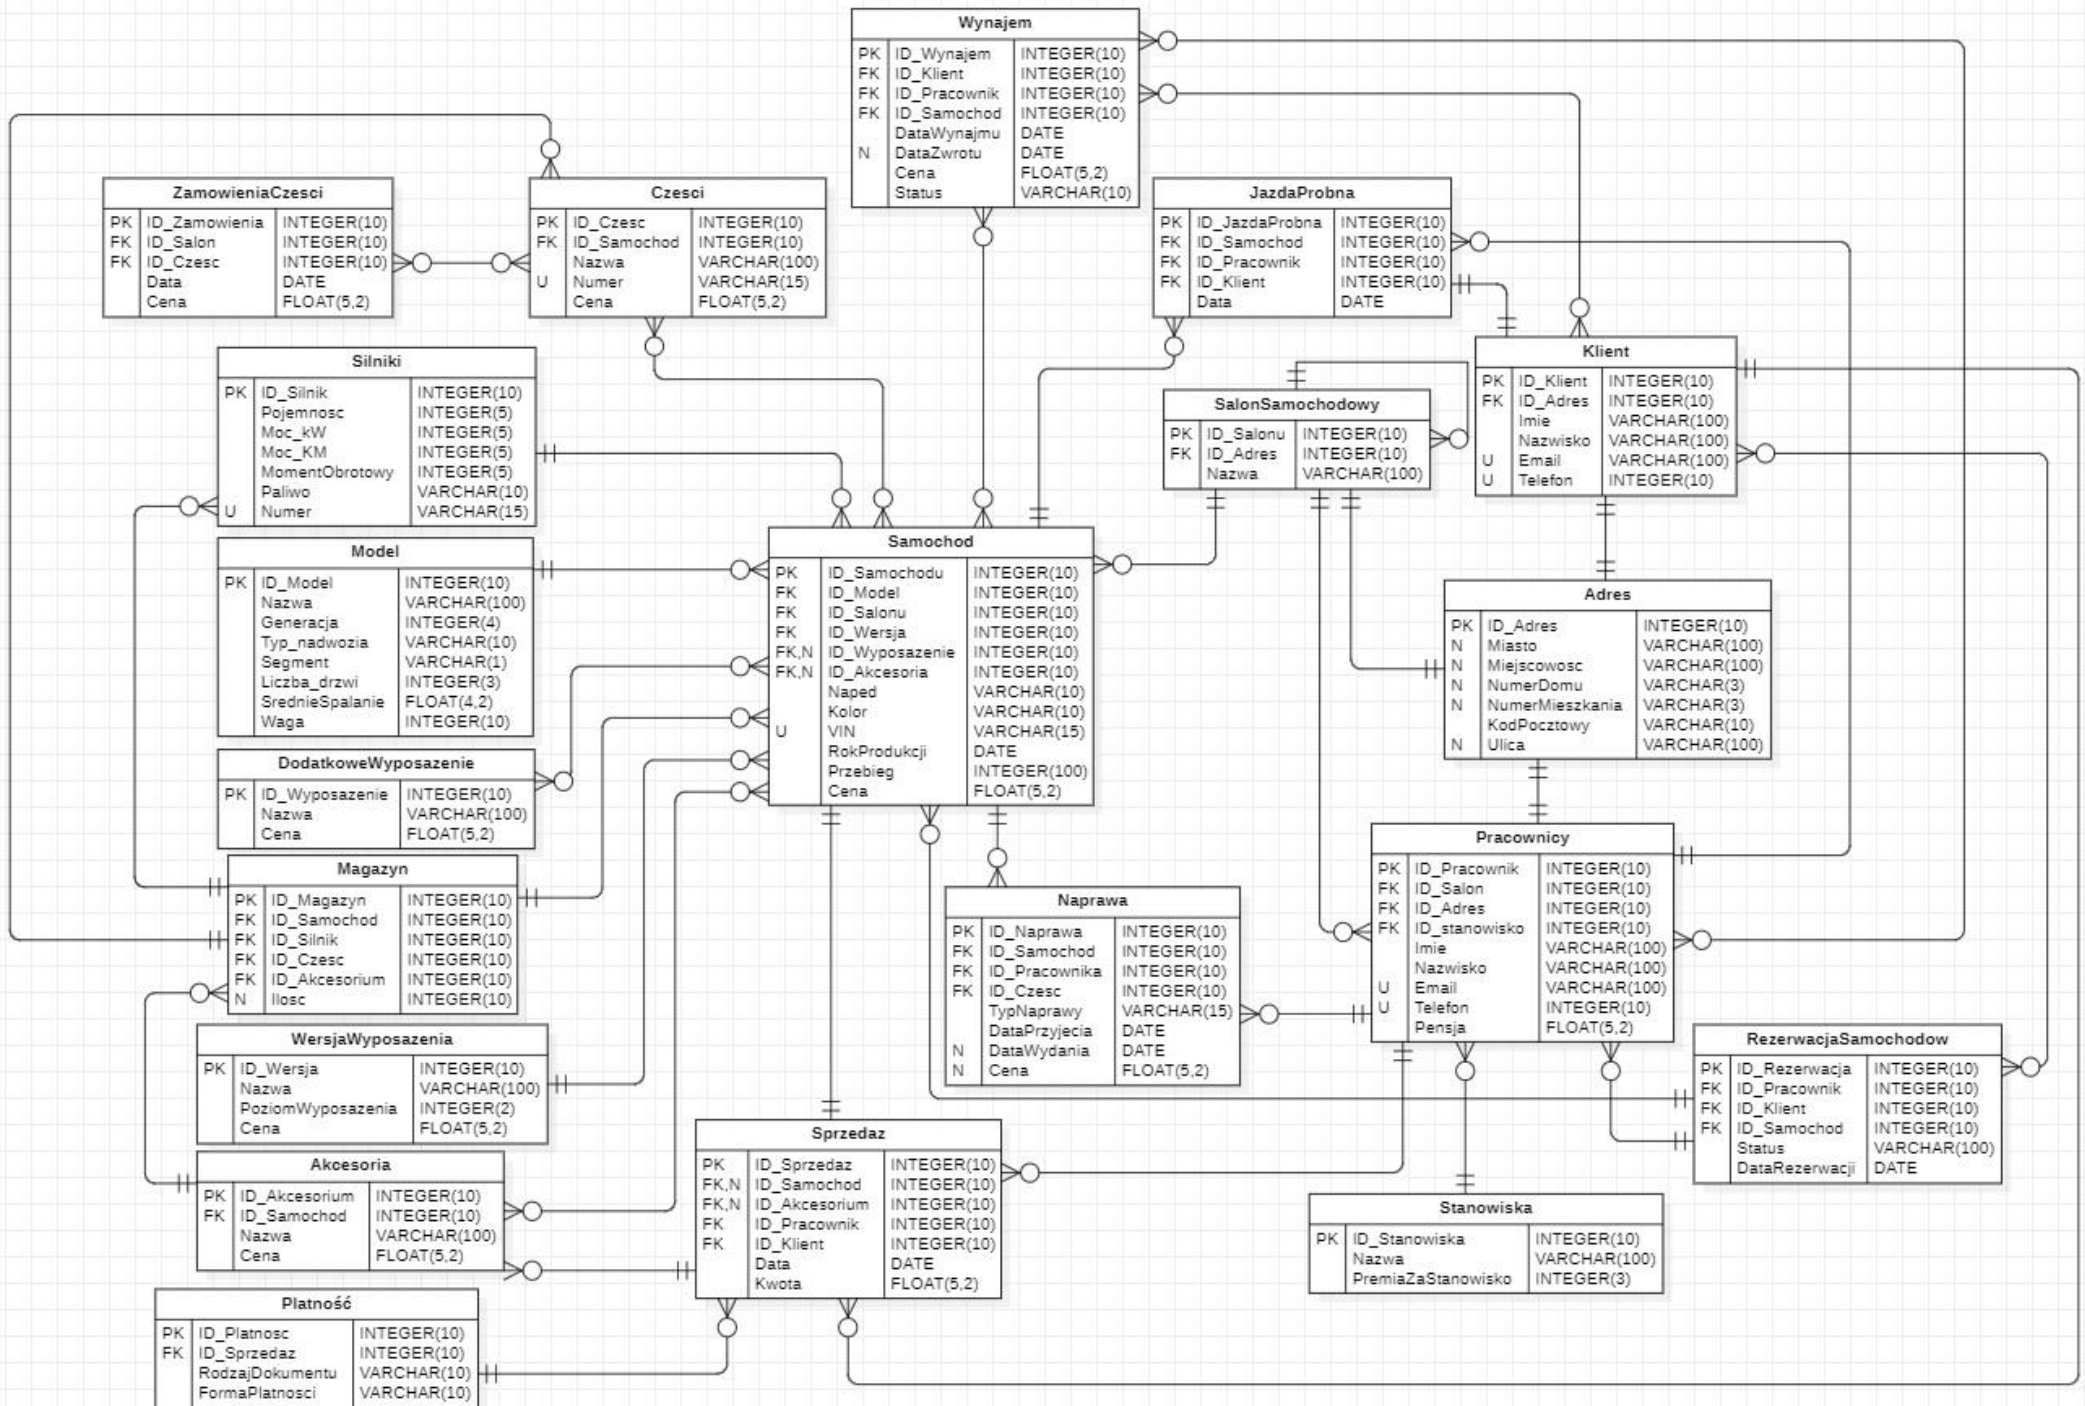 Wynajem
PK ID_Wynajem INTEGER(10)
FK ID_Klient INTEGER(10)
FK ID_Pracownik INTEGER(10)
FK ID_Samochod INTEGER(10)
DataWynajmu DATE
N DataZwrotu DATE
Cena FLOAT(5,2)
Status VARCHAR(10)
ZamowieniaCzesci
PK ID_Zamowienia INTEGER(10)
FK ID_Salon INTEGER(10)
FK ID_Czesc INTEGER(10)
Data DATE
Cena FLOAT(5,2)
Czesci
PK ID_Czesc INTEGER(10)
FK ID_Samochod INTEGER(10)
Nazwa VARCHAR(100)
U Numer VARCHAR(15)
Cena FLOAT(5,2)
JazdaProbna
PK ID_JazdaProbna INTEGER(10)
FK ID_Samochod INTEGER(10)
FK ID_Pracownik INTEGER(10)
FK ID_Klient INTEGER(10)
Data DATE
Silniki
PK ID_Silnik INTEGER(10)
Pojemnosc INTEGER(5)
Moc_kW INTEGER(5)
Moc_KM INTEGER(5)
MomentObrotowy INTEGER(5)
Paliwo VARCHAR(10)
U Numer VARCHAR(15)
SalonSamochodowy
PK ID_Salonu INTEGER(10)
FK ID_Adres INTEGER(10)
Nazwa VARCHAR(100)
Klient
PK ID_Klient INTEGER(10)
FK ID_Adres INTEGER(10)
Imie VARCHAR(100)
Nazwisko VARCHAR(100)
U Email VARCHAR(100)
U Telefon INTEGER(10)
Model
PK ID_Model INTEGER(10)
Nazwa VARCHAR(100)
Generacja INTEGER(4)
Typ_nadwozia VARCHAR(10)
Segment VARCHAR(1)
Liczba_drzwi INTEGER(3)
SrednieSpalanie FLOAT(4,2)
Waga INTEGER(10)
Samochod
PK ID_Samochodu INTEGER(10)
FK ID_Model INTEGER(10)
FK ID_Salonu INTEGER(10)
FK ID_Wersja INTEGER(10)
FK,N ID_Wyposazenie INTEGER(10)
FK,N ID_Akcesoria INTEGER(10)
Naped VARCHAR(10)
Kolor VARCHAR(10)
U VIN VARCHAR(15)
RokProdukcji DATE
Przebieg INTEGER(100)
Cena FLOAT(5,2)
Adres
PK ID_Adres INTEGER(10)
N Miasto VARCHAR(100)
N Miejscowosc VARCHAR(100)
N NumerDomu VARCHAR(3)
N NumerMieszkania VARCHAR(3)
KodPocztowy VARCHAR(10)
N Ulica VARCHAR(100)
DodatkoweWyposazenie
PK ID_Wyposazenie INTEGER(10)
Nazwa VARCHAR(100)
Cena FLOAT(5,2)
Magazyn
PK ID_Magazyn INTEGER(10)
FK ID_Samochod INTEGER(10)
FK ID_Silnik INTEGER(10)
FK ID_Czesc INTEGER(10)
FK ID_Akcesorium INTEGER(10)
N Ilosc INTEGER(10)
Naprawa
PK ID_Naprawa INTEGER(10)
FK ID_Samochod INTEGER(10)
FK ID_Pracownika INTEGER(10)
FK ID_Czesc INTEGER(10)
TypNaprawy VARCHAR(15)
DataPrzyjecia DATE
N DataWydania DATE
N Cena FLOAT(5,2)
Pracownicy
PK ID_Pracownik INTEGER(10)
FK ID_Salon INTEGER(10)
FK ID_Adres INTEGER(10)
FK ID_stanowisko INTEGER(10)
Imie VARCHAR(100)
Nazwisko VARCHAR(100)
U Email VARCHAR(100)
U Telefon INTEGER(10)
Pensja FLOAT(5,2)
WersjaWyposazenia
PK ID_Wersja INTEGER(10)
Nazwa VARCHAR(100)
PoziomWyposazenia INTEGER(2)
Cena FLOAT(5,2)
RezerwacjaSamochodow
PK ID_Rezerwacja INTEGER(10)
FK ID_Pracownik INTEGER(10)
FK ID_Klient INTEGER(10)
FK ID_Samochod INTEGER(10)
Status VARCHAR(100)
DataRezerwacji DATE
Sprzedaz
PK ID_Sprzedaz INTEGER(10)
FK,N ID_Samochod INTEGER(10)
FK,N ID_Akcesorium INTEGER(10)
FK ID_Pracownik INTEGER(10)
FK ID_Klient INTEGER(10)
Data DATE
Kwota FLOAT(5,2)
Akcesoria
PK ID_Akcesorium INTEGER(10)
FK ID_Samochod INTEGER(10)
Nazwa VARCHAR(100)
Cena FLOAT(5,2)
Stanowiska
PK ID_Stanowiska INTEGER(10)
Nazwa VARCHAR(100)
PremiaZaStanowisko INTEGER(3)
Platność
PK ID_Platnosc INTEGER(10)
FK ID_Sprzedaz INTEGER(10)
RodzajDokumentu VARCHAR(10)
FormaPlatnosci VARCHAR(10)